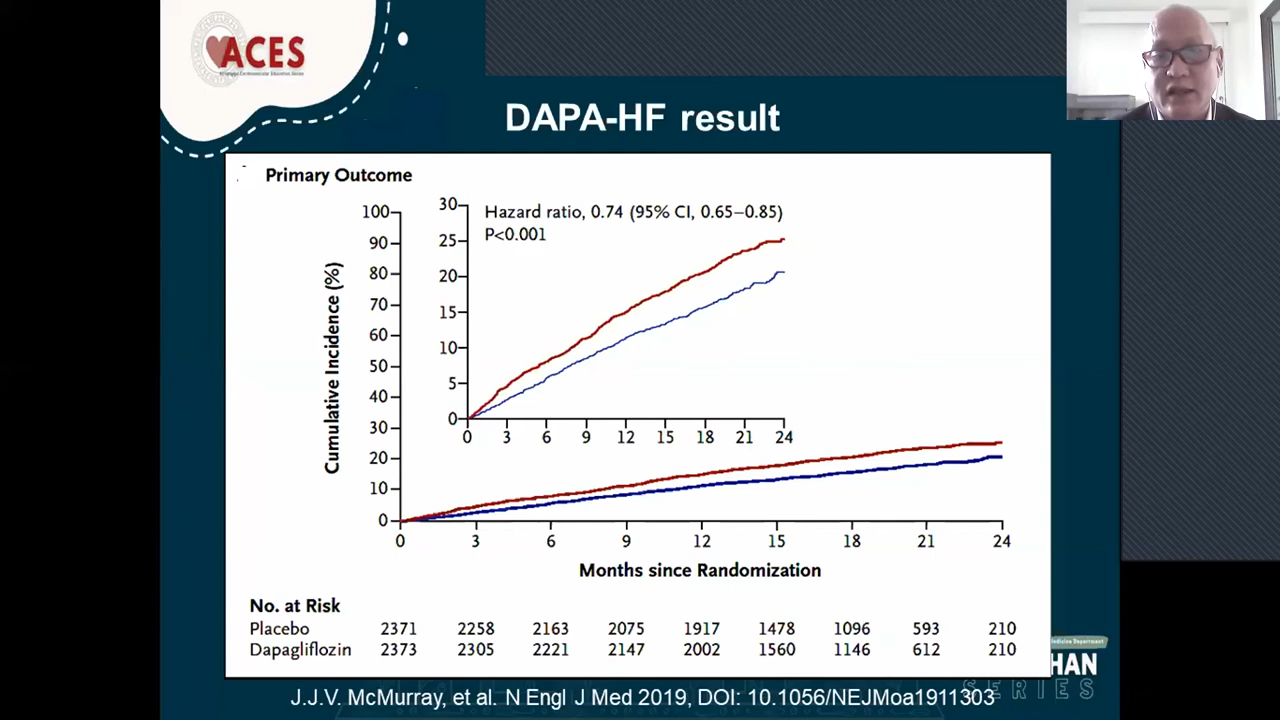 ACES
DAPA-HF result
Primary Outcome
Hazard ratio, 0.74 (95% CI, 0.65–0.85)
P<0.001
Cumulative Incidence (%)
100
90
80
70
60
50
40
30
20
10
0
30
25
20
15
10
5
0
0 3 6 9 12 15 18 21 24
0 3 6 9 12 15 18 21 24
Months since Randomization
No. at Risk
Placebo 2371 2258 2163 2075 1917 1478 1096 593 210
Dapagliflozin 2373 2305 2221 2147 2002 1560 1146 612 210
Medicine Department
HAN
SERIES
J.J.V. McMurray, et al. N Engl J Med 2019, DOI: 10.1056/NEJMoa1911303